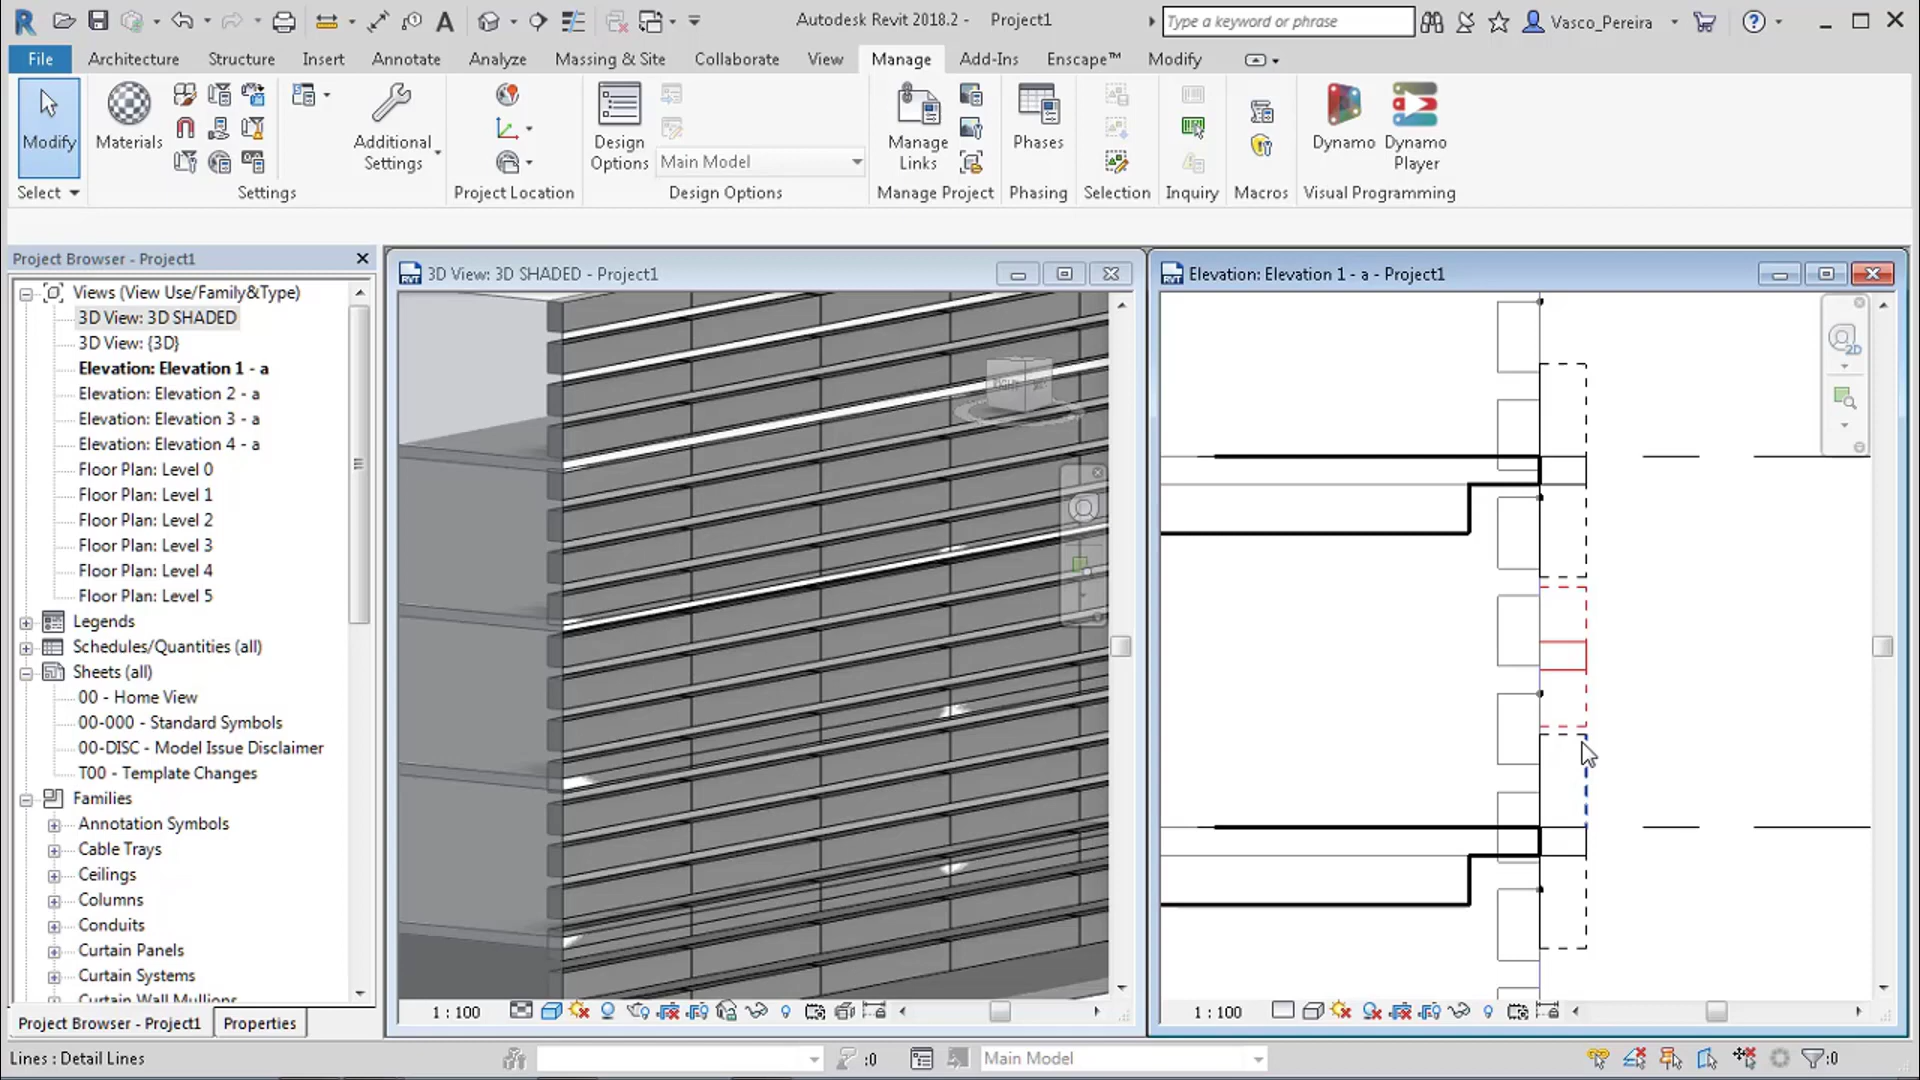 Autodesk Revit 2018.2 - Project1
Type a keyword or phrase
Vasco_Pereira
File Architecture Structure Insert Annotate Analyze Massing & Site Collaborate View Manage Add-Ins Enscape™ Modify
Modify
Materials
Additional Settings
Design Options
Main Model
Manage Links
Phases
Dynamo
Dynamo Player
Select Settings Project Location Design Options Manage Project Phasing Selection Inquiry Macros Visual Programming
Project Browser - Project1
Views (View Use/Family&Type)
3D View: 3D SHADED
3D View: {3D}
Elevation: Elevation 1 - a
Elevation: Elevation 2 - a
Elevation: Elevation 3 - a
Elevation: Elevation 4 - a
Floor Plan: Level 0
Floor Plan: Level 1
Floor Plan: Level 2
Floor Plan: Level 3
Floor Plan: Level 4
Floor Plan: Level 5
Legends
Schedules/Quantities (all)
Sheets (all)
00 - Home View
00-000 - Standard Symbols
00-DISC - Model Issue Disclaimer
T00 - Template Changes
Families
Annotation Symbols
Cable Trays
Ceilings
Columns
Conduits
Curtain Panels
Curtain Systems
Curtain Wall Mullions
Project Browser - Project1 Properties
3D View: 3D SHADED - Project1
RIGHT
1 : 100
Elevation: Elevation 1 - a - Project1
2D
1 : 100
Lines : Detail Lines
:0
Main Model
:0